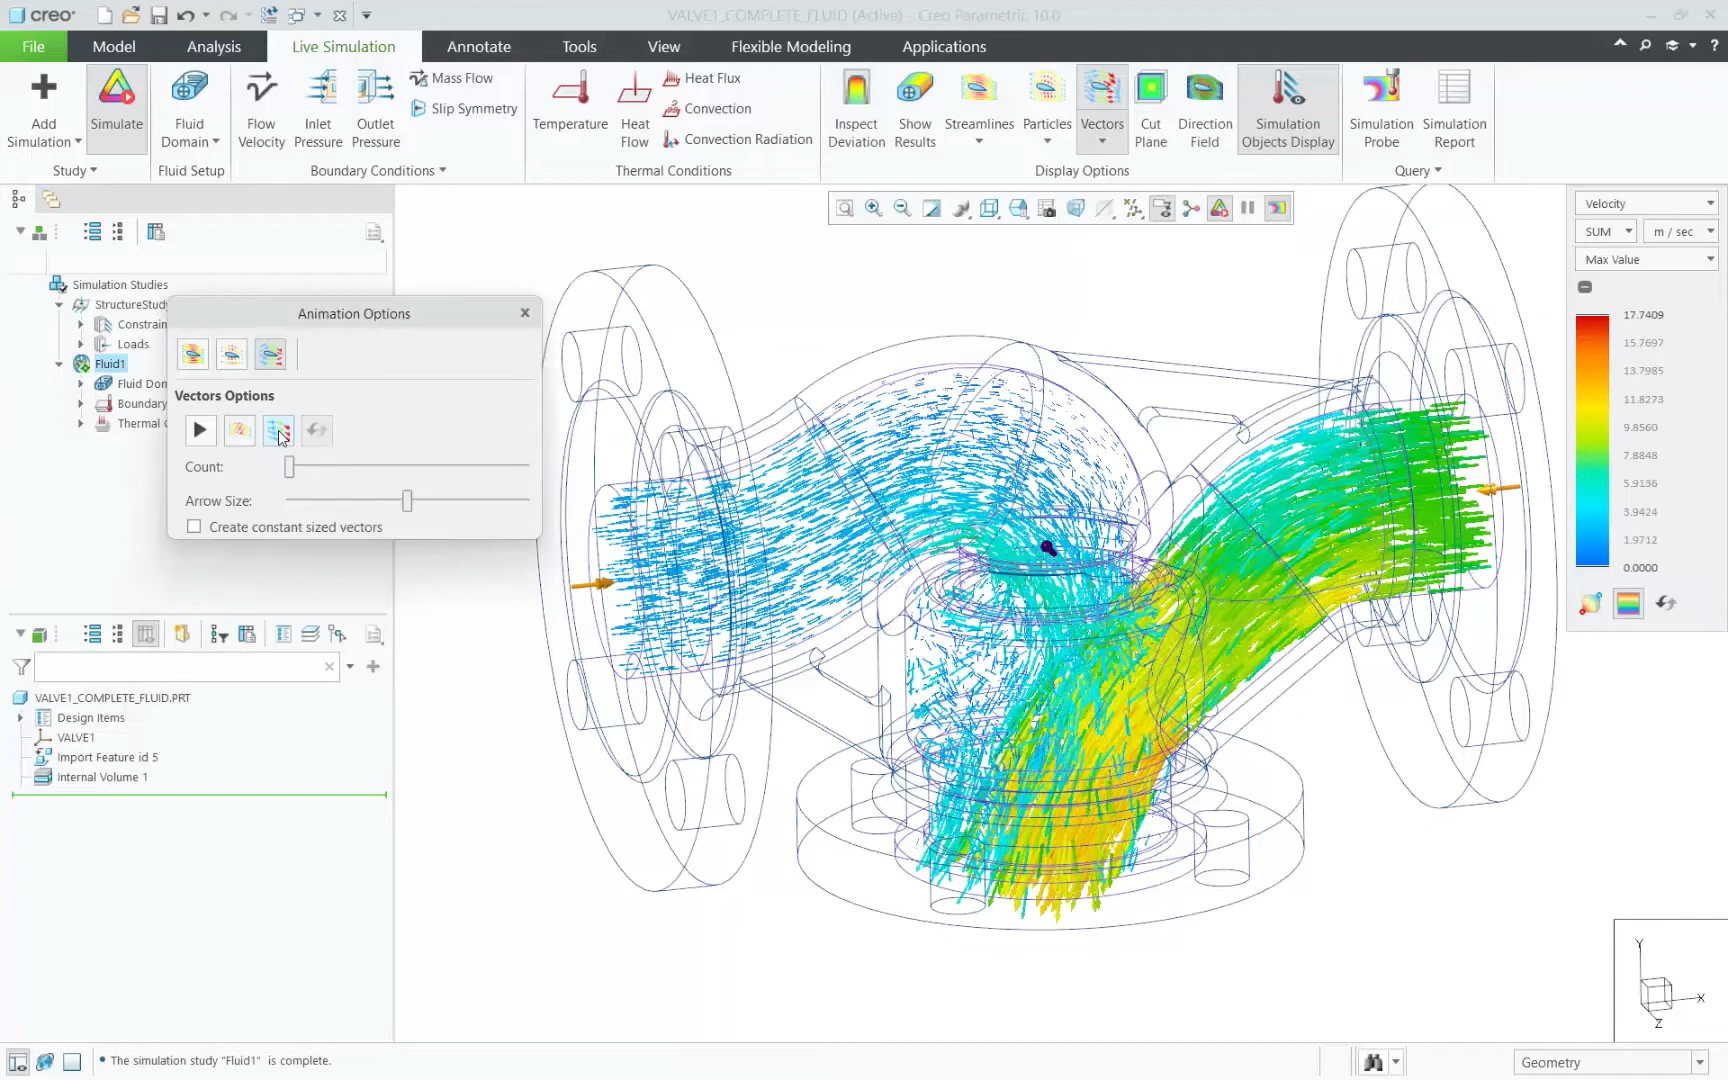 creo
VALVE1_COMPLETE_FLUID (Active) - Creo Parametric 10.0
File
Model
Analysis
Live Simulation
Annotate
Tools
View
Flexible Modeling
Applications
Add Simulation
Simulate
Fluid Domain
Flow Velocity
Inlet Pressure
Outlet Pressure
Mass Flow
Slip Symmetry
Temperature
Heat Flow
Heat Flux
Convection
Convection Radiation
Inspect Deviation
Show Results
Streamlines
Particles
Vectors
Cut Plane
Direction Field
Simulation Objects Display
Simulation Probe
Simulation Report
Study
Fluid Setup
Boundary Conditions
Thermal Conditions
Display Options
Query
Simulation Studies
StructureStudy
Constrain
Loads
Fluid1
Fluid Don
Boundary
Thermal C
Animation Options
Vectors Options
Count:
Arrow Size:
Create constant sized vectors
Velocity
SUM
m / sec
Max Value
17.7409
15.7697
13.7985
11.8273
9.8560
7.8848
5.9136
3.9424
1.9712
0.0000
VALVE1_COMPLETE_FLUID.PRT
Design Items
VALVE1
Import Feature id 5
Internal Volume 1
Y
X
Z
The simulation study "Fluid1" is complete.
Geometry